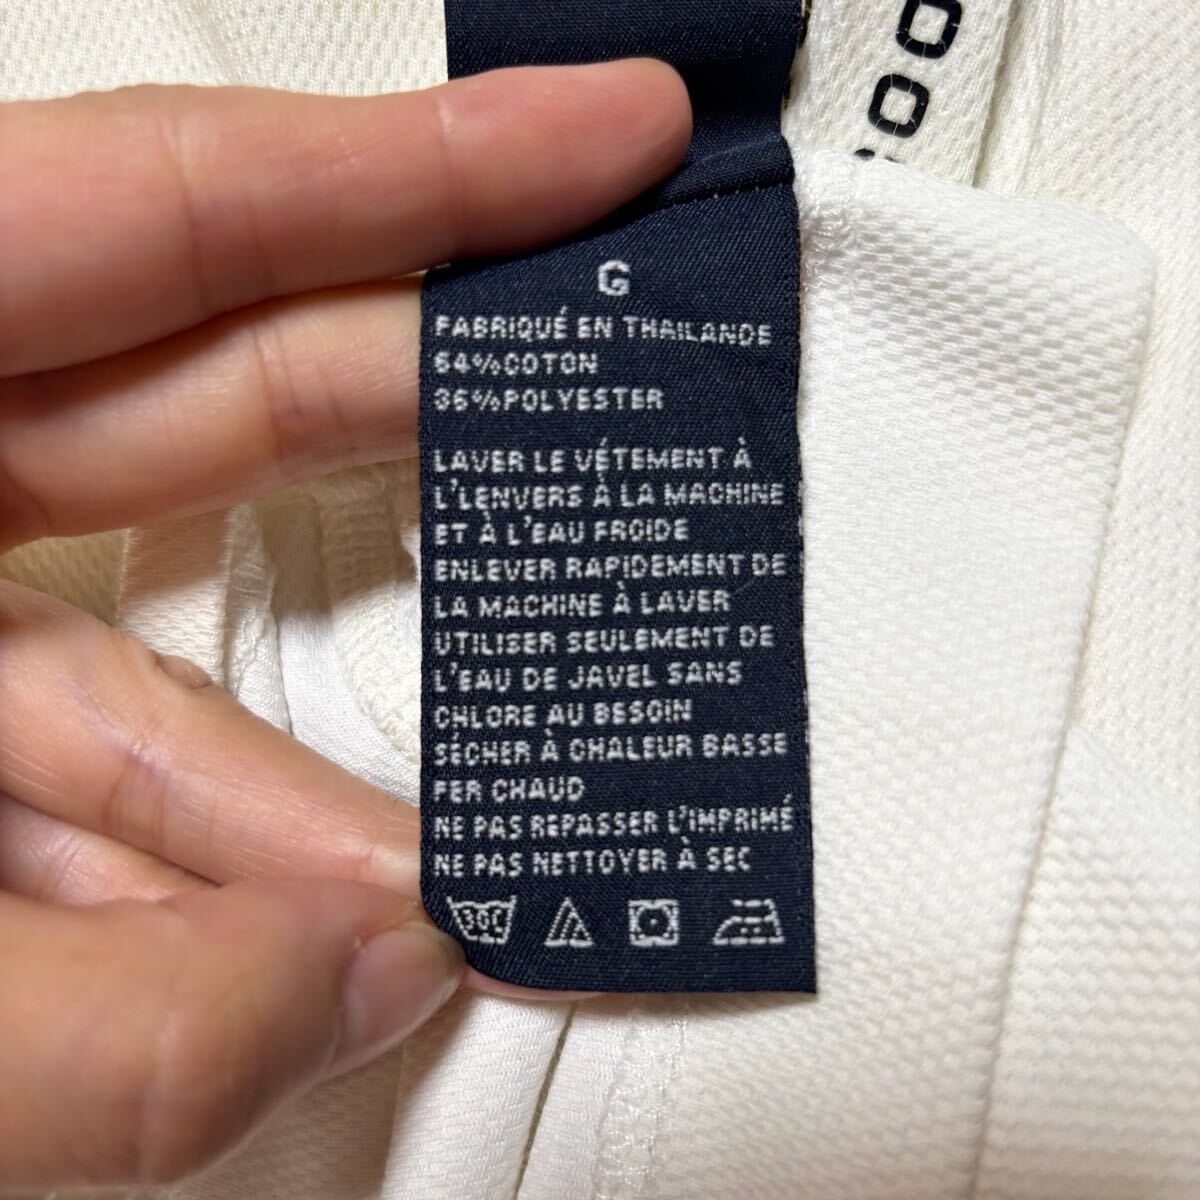 G
FABRIQUÉ EN THAILANDE
64%COTON
36%POLYESTER
LAVER LE VÉTEMENT À
L'LENVERS À LA MACHINE
ET À L'EAU FROIDE
ENLEVER RAPIDEMENT DE
LA MACHINE À LAVER
UTILISER SEULEMENT DE
L'EAU DE JAVEL SANS
CHLORE AU BESOIN
SÉCHER À CHALEUR BASSE
FER CHAUD
NE PAS REPASSER L'IMPRIMÉ
NE PAS NETTOYER À SEC
30C